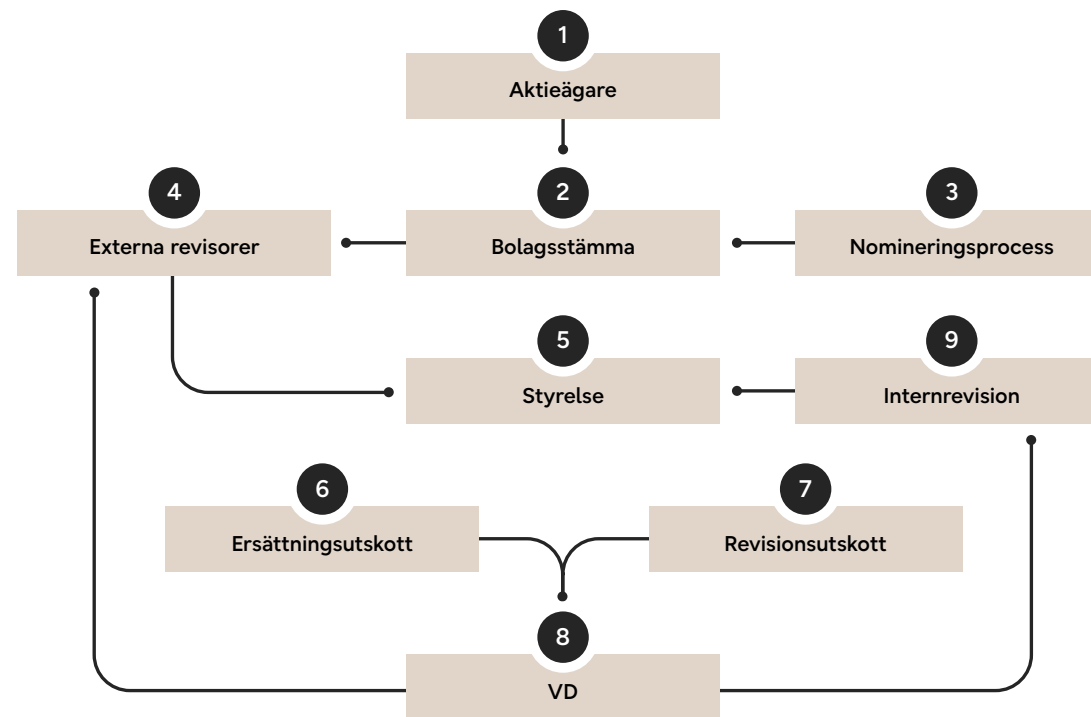 1
Aktieägare
4
Externa revisorer
2
Bolagsstämma
3
Nomineringsprocess
5
Styrelse
9
Internrevision
6
Ersättningsutskott
7
Revisionsutskott
8
VD